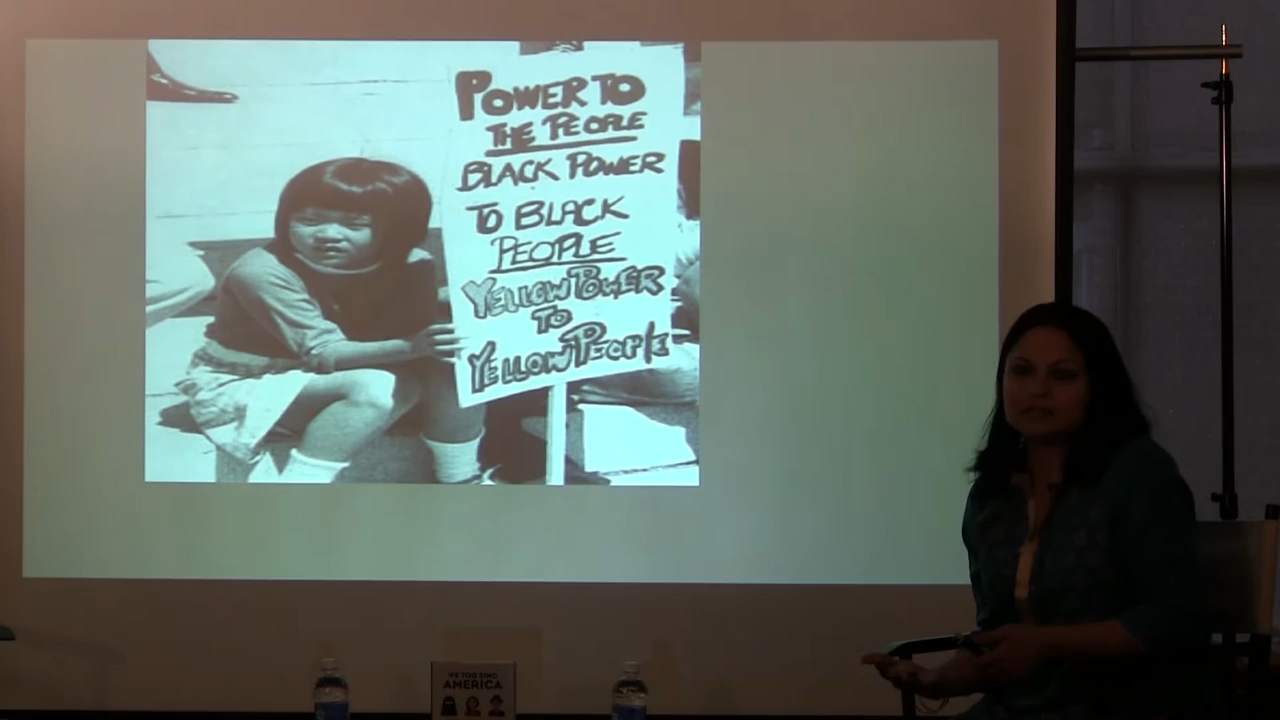 POWER TO
THE PEOPLE
BLACK POWER
TO BLACK
PEOPLE
YELLOW POWER
TO
YELLOW PEOPLE
WE TOO SING
AMERICA